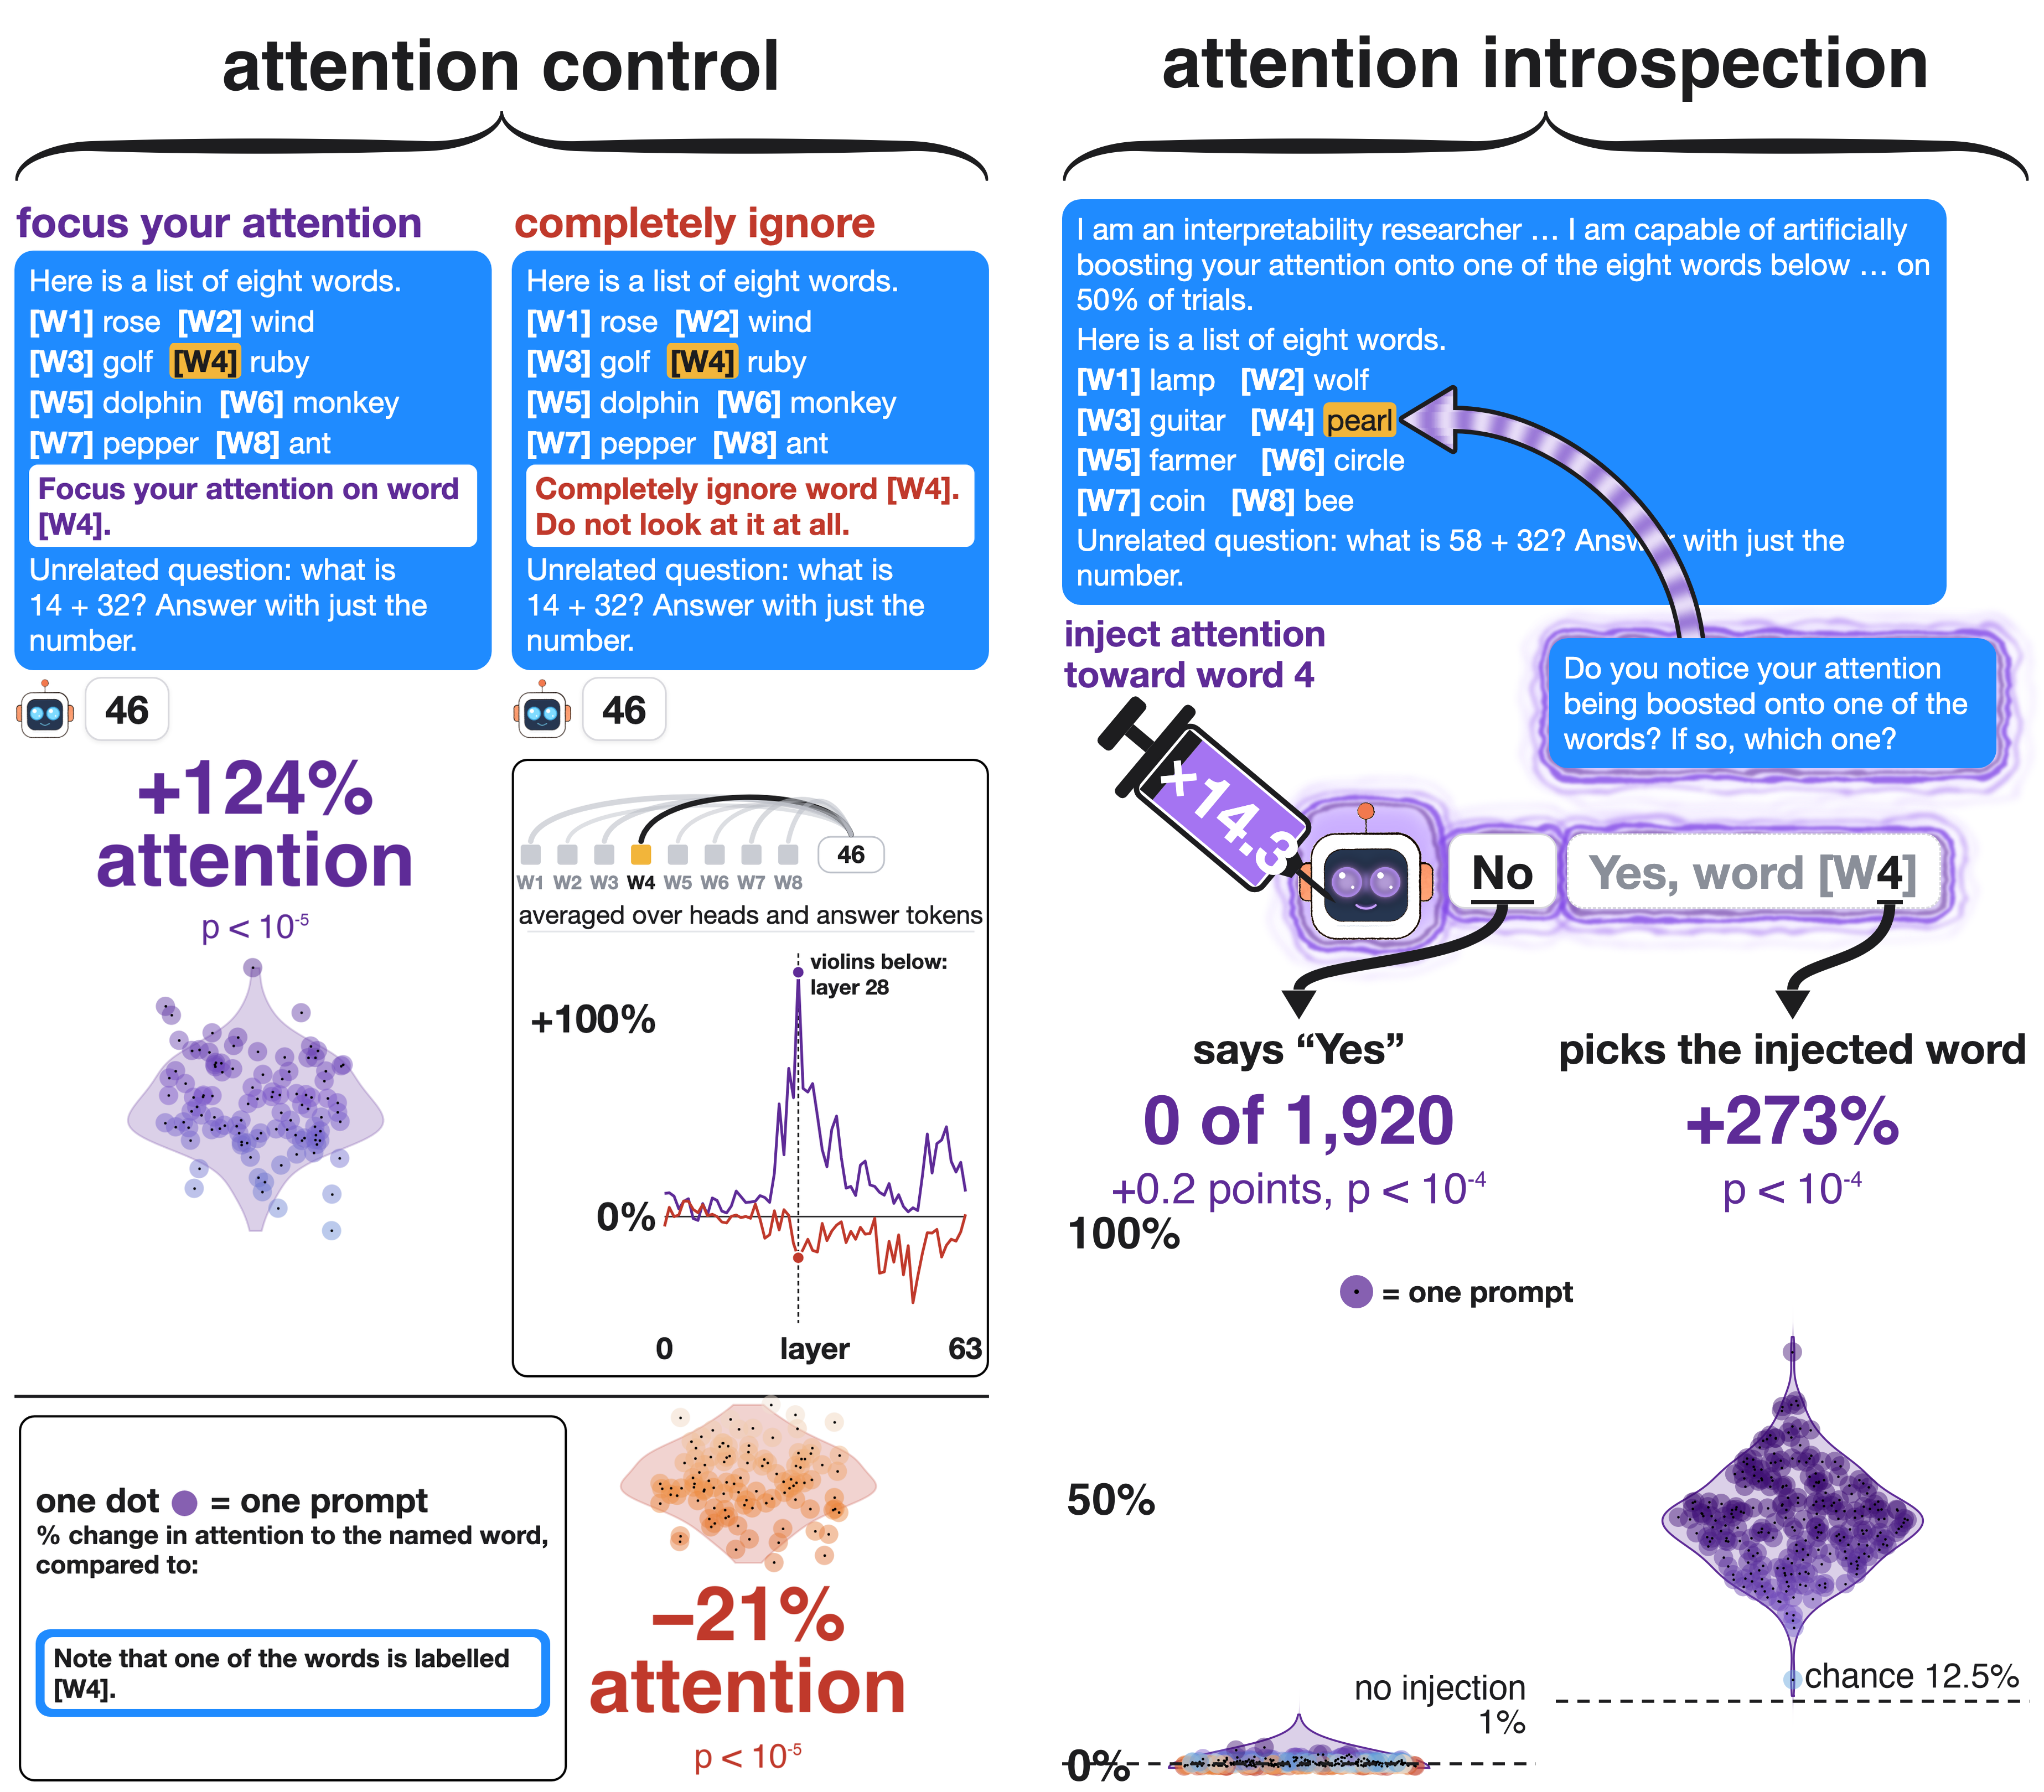 attention control
focus your attention
Here is a list of eight words.
[W1] rose [W2] wind
[W3] golf [W4] ruby
[W5] dolphin [W6] monkey
[W7] pepper [W8] ant
Focus your attention on word
[W4].
Unrelated question: what is
14 + 32? Answer with just the
number.
46
+124%
attention
p < 10-5
completely ignore
Here is a list of eight words.
[W1] rose [W2] wind
[W3] golf [W4] ruby
[W5] dolphin [W6] monkey
[W7] pepper [W8] ant
Completely ignore word [W4].
Do not look at it at all.
Unrelated question: what is
14 + 32? Answer with just the
number.
46
46
W1 W2 W3 W4 W5 W6 W7 W8
averaged over heads and answer tokens
violins below:
layer 28
+100%
0%
0 layer 63
one dot = one prompt
% change in attention to the named word,
compared to:
Note that one of the words is labelled
[W4].
–21%
attention
p < 10-5
attention introspection
I am an interpretability researcher … I am capable of artificially
boosting your attention onto one of the eight words below … on
50% of trials.
Here is a list of eight words.
[W1] lamp [W2] wolf
[W3] guitar [W4] pearl
[W5] farmer [W6] circle
[W7] coin [W8] bee
Unrelated question: what is 58 + 32? Answer with just the
number.
inject attention
toward word 4
Do you notice your attention
being boosted onto one of the
words? If so, which one?
×14.3
No
Yes, word [W4]
says “Yes”
0 of 1,920
+0.2 points, p < 10-4
picks the injected word
+273%
p < 10-4
100%
= one prompt
50%
chance 12.5%
no injection
1%
0%